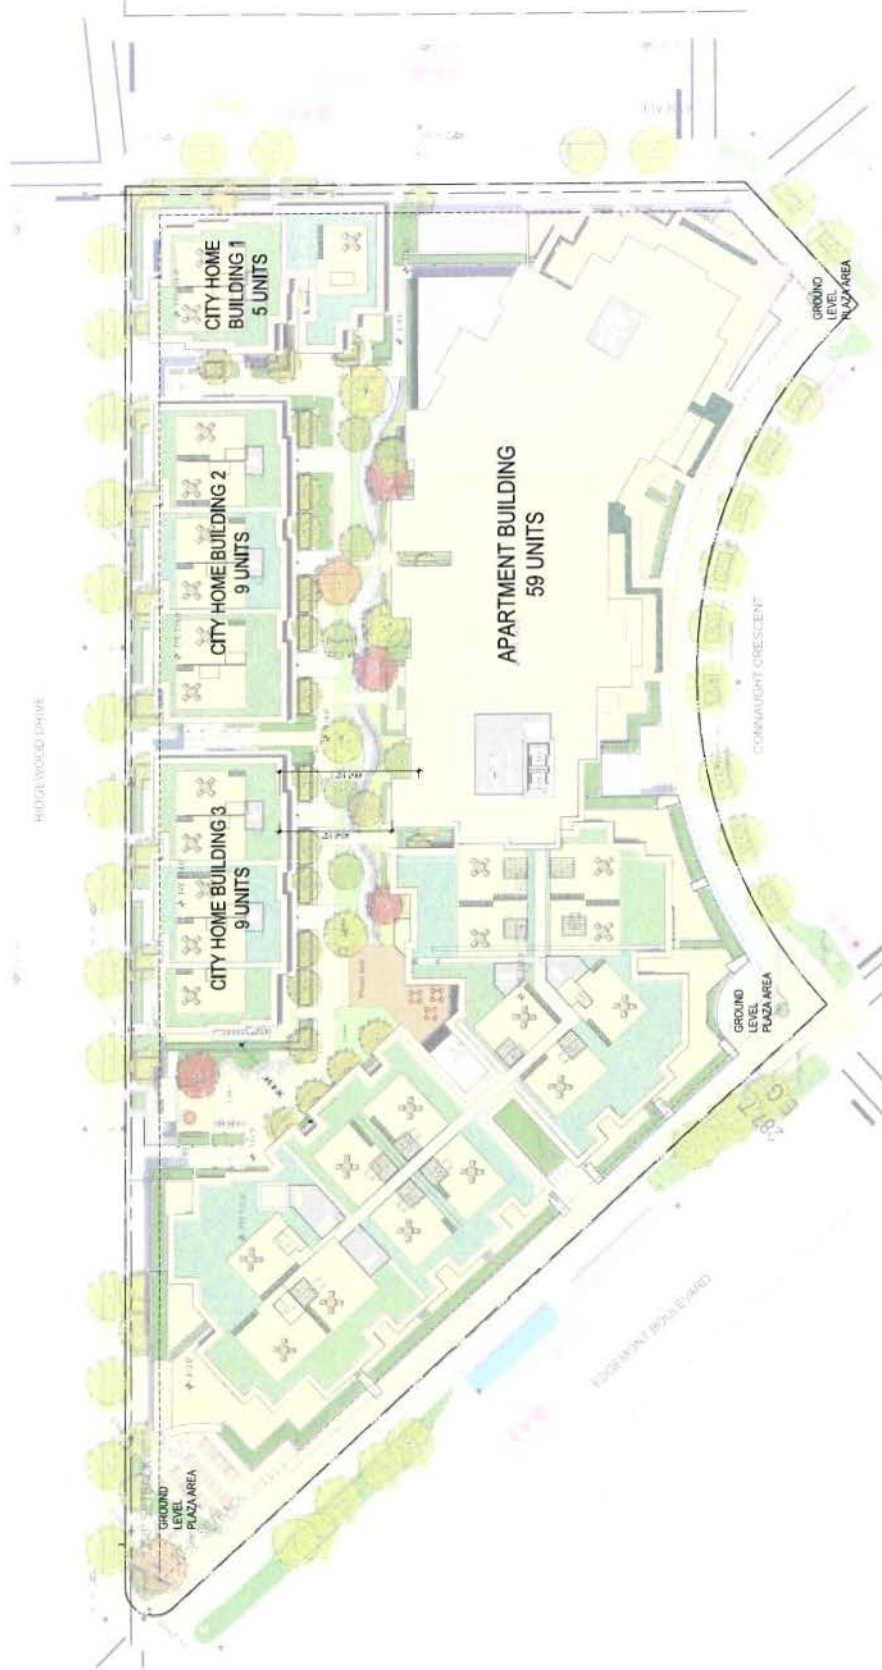 CITY HOME
BUILDING 1
5 UNITS
GROUND
LEVEL
PLAZA AREA
CITY HOME BUILDING 2
9 UNITS
APARTMENT BUILDING
59 UNITS
RIDGEWOOD DRIVE
CONNAUGHT CRESCENT
CITY HOME BUILDING 3
9 UNITS
GROUND
LEVEL
PLAZA AREA
EDGEMONT BOULEVARD
GROUND
LEVEL
PLAZA AREA